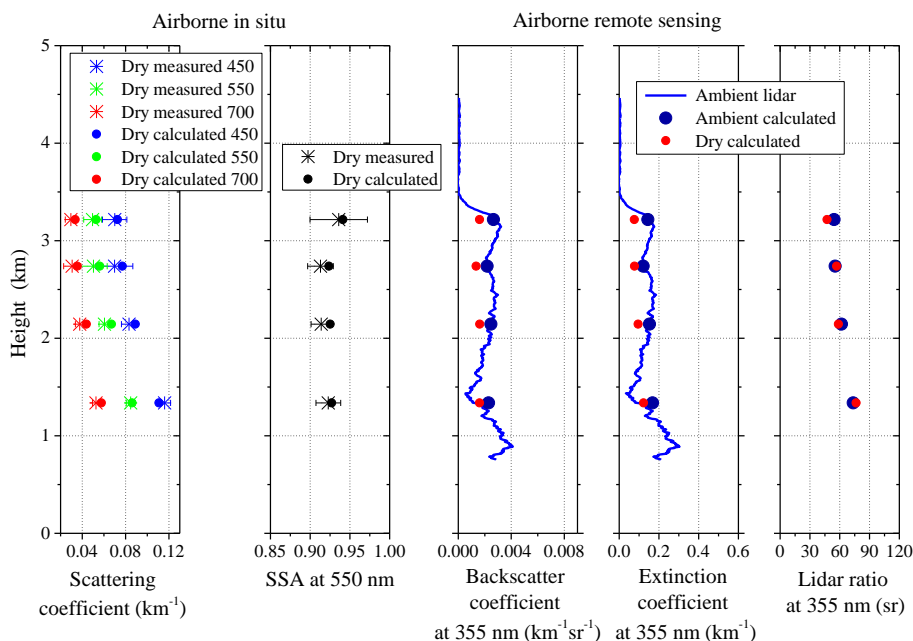 Airborne in situ
Airborne remote sensing
5
4
3
2
1
0
Height (km)
Dry measured 450
Dry measured 550
Dry measured 700
Dry calculated 450
Dry calculated 550
Dry calculated 700
Dry measured
Dry calculated
Ambient lidar
Ambient calculated
Dry calculated
0.04 0.08 0.12
0.85 0.90 0.95 1.00
0.000 0.004 0.008
0.0 0.2 0.4 0.6
0 30 60 90 120
Scattering
coefficient (km⁻¹)
SSA at 550 nm
Backscatter
coefficient
at 355 nm (km⁻¹sr⁻¹)
Extinction
coefficient
at 355 nm (km⁻¹)
Lidar ratio
at 355 nm (sr)